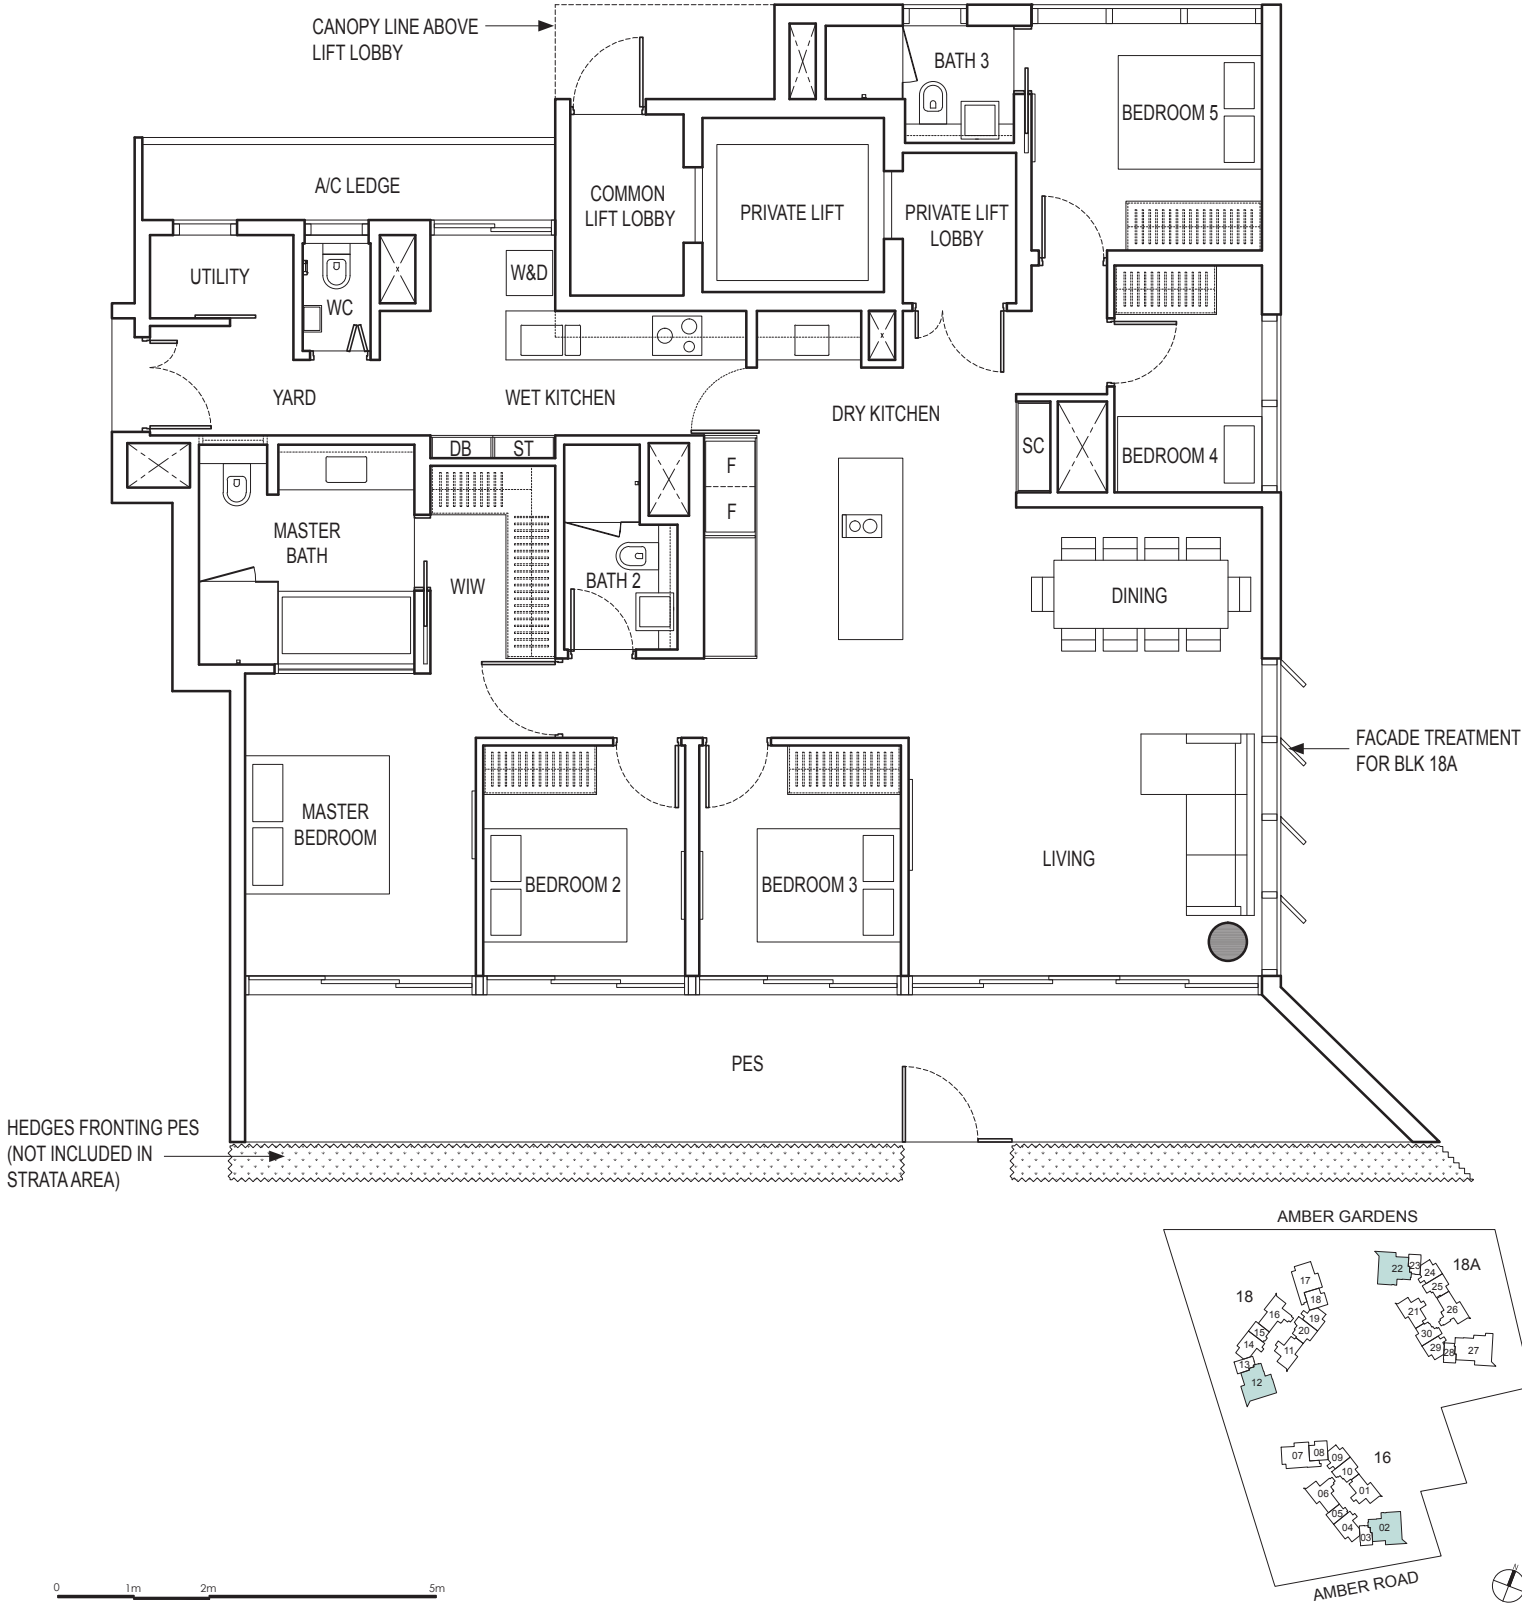 CANOPY LINE ABOVE
LIFT LOBBY
BATH 3
BEDROOM 5
A/C LEDGE
COMMON
LIFT LOBBY
PRIVATE LIFT
PRIVATE LIFT
LOBBY
UTILITY
WC
W&D
YARD
WET KITCHEN
DRY KITCHEN
DB
ST
SC
BEDROOM 4
F
F
MASTER
BATH
WIW
BATH 2
DINING
FACADE TREATMENT
FOR BLK 18A
MASTER
BEDROOM
BEDROOM 2
BEDROOM 3
LIVING
PES
HEDGES FRONTING PES
(NOT INCLUDED IN
STRATA AREA)
AMBER GARDENS
18
17
18
16
19
15
20
14
11
13
12
18A
22
23
24
25
21
26
30
29
28
27
16
07
08
09
10
06
01
05
04
03
02
AMBER ROAD
N
0 1m 2m 5m